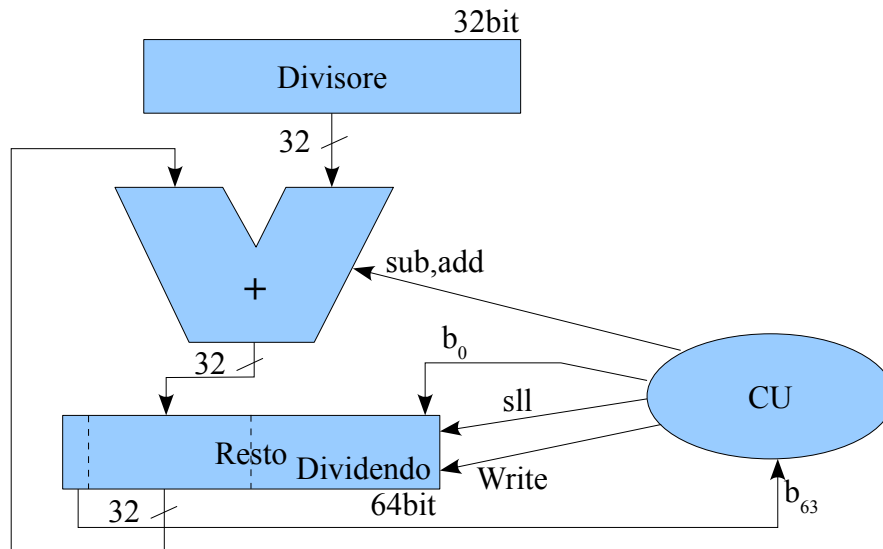 32bit
Divisore
32
sub,add
+
32
b₀
sll
CU
Resto
Dividendo
Write
64bit
32
b₆₃